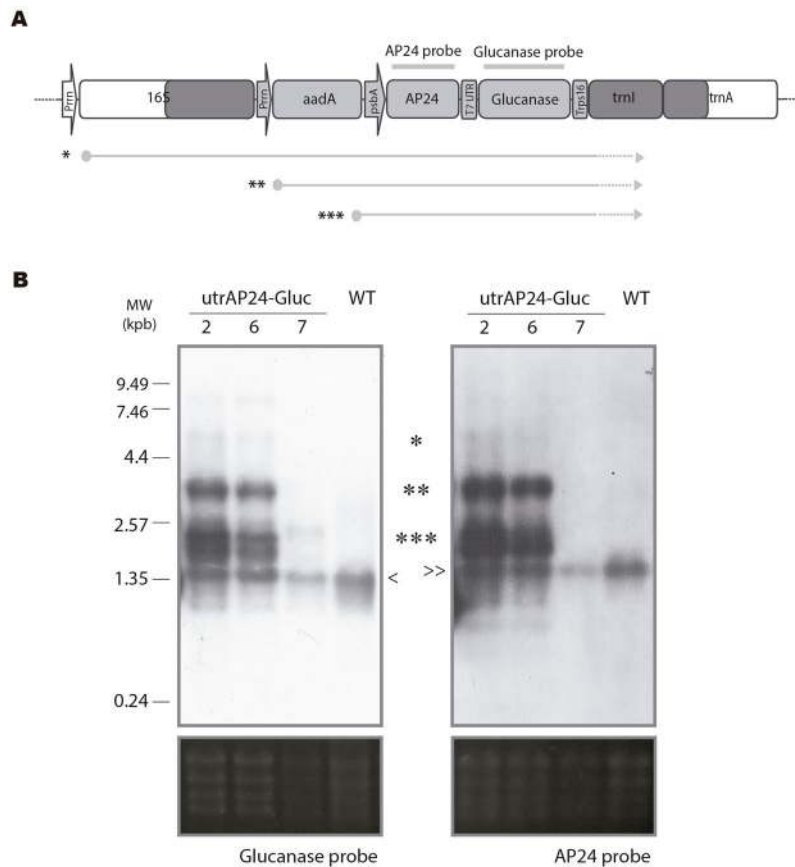 A
AP24 probe Glucanase probe
Prrn 16S Prrn aadA psbA AP24 T7 UTR Glucanase Trps16 trnI trnA
*
**
***
B
MW
(kpb)
utrAP24-Gluc WT utrAP24-Gluc WT
2 6 7 2 6 7
9.49
7.46
*
4.4
**
2.57
***
1.35
< >>
0.24
Glucanase probe AP24 probe